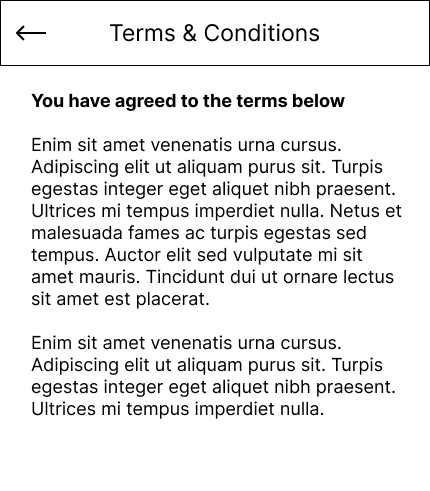 Terms & Conditions
You have agreed to the terms below
Enim sit amet venenatis urna cursus.
Adipiscing elit ut aliquam purus sit. Turpis
egestas integer eget aliquet nibh praesent.
Ultrices mi tempus imperdiet nulla. Netus et
malesuada fames ac turpis egestas sed
tempus. Auctor elit sed vulputate mi sit
amet mauris. Tincidunt dui ut ornare lectus
sit amet est placerat.
Enim sit amet venenatis urna cursus.
Adipiscing elit ut aliquam purus sit. Turpis
egestas integer eget aliquet nibh praesent.
Ultrices mi tempus imperdiet nulla.